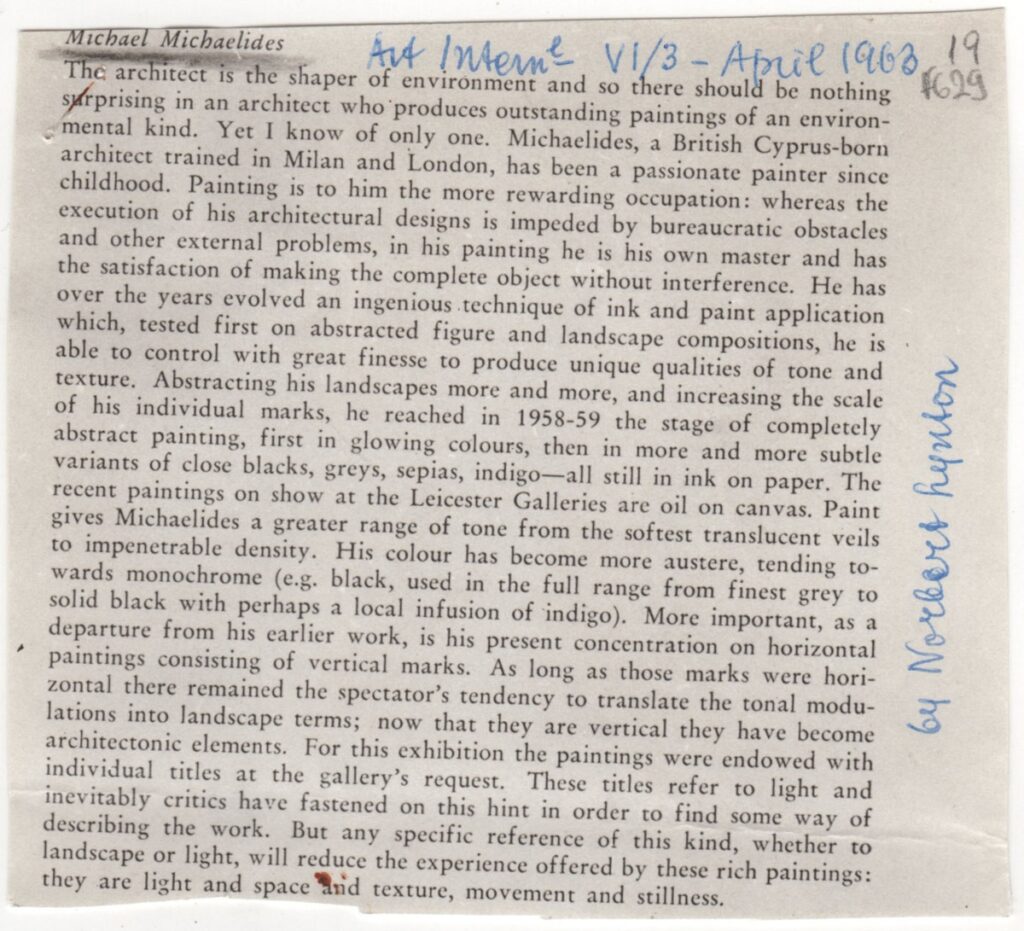 Michael Michaelides
Art Intern^l VI/3 - April 1963
19
1629
The architect is the shaper of environment and so there should be nothing
surprising in an architect who produces outstanding paintings of an environ-
mental kind. Yet I know of only one. Michaelides, a British Cyprus-born
architect trained in Milan and London, has been a passionate painter since
childhood. Painting is to him the more rewarding occupation: whereas the
execution of his architectural designs is impeded by bureaucratic obstacles
and other external problems, in his painting he is his own master and has
the satisfaction of making the complete object without interference. He has
over the years evolved an ingenious technique of ink and paint application
which, tested first on abstracted figure and landscape compositions, he is
able to control with great finesse to produce unique qualities of tone and
texture. Abstracting his landscapes more and more, and increasing the scale
of his individual marks, he reached in 1958-59 the stage of completely
abstract painting, first in glowing colours, then in more and more subtle
variants of close blacks, greys, sepias, indigo—all still in ink on paper. The
recent paintings on show at the Leicester Galleries are oil on canvas. Paint
gives Michaelides a greater range of tone from the softest translucent veils
to impenetrable density. His colour has become more austere, tending to-
wards monochrome (e.g. black, used in the full range from finest grey to
solid black with perhaps a local infusion of indigo). More important, as a
departure from his earlier work, is his present concentration on horizontal
paintings consisting of vertical marks. As long as those marks were hori-
zontal there remained the spectator's tendency to translate the tonal modu-
lations into landscape terms; now that they are vertical they have become
architectonic elements. For this exhibition the paintings were endowed with
individual titles at the gallery's request. These titles refer to light and
inevitably critics have fastened on this hint in order to find some way of
describing the work. But any specific reference of this kind, whether to
landscape or light, will reduce the experience offered by these rich paintings:
they are light and space and texture, movement and stillness.
by Norbert Lynton